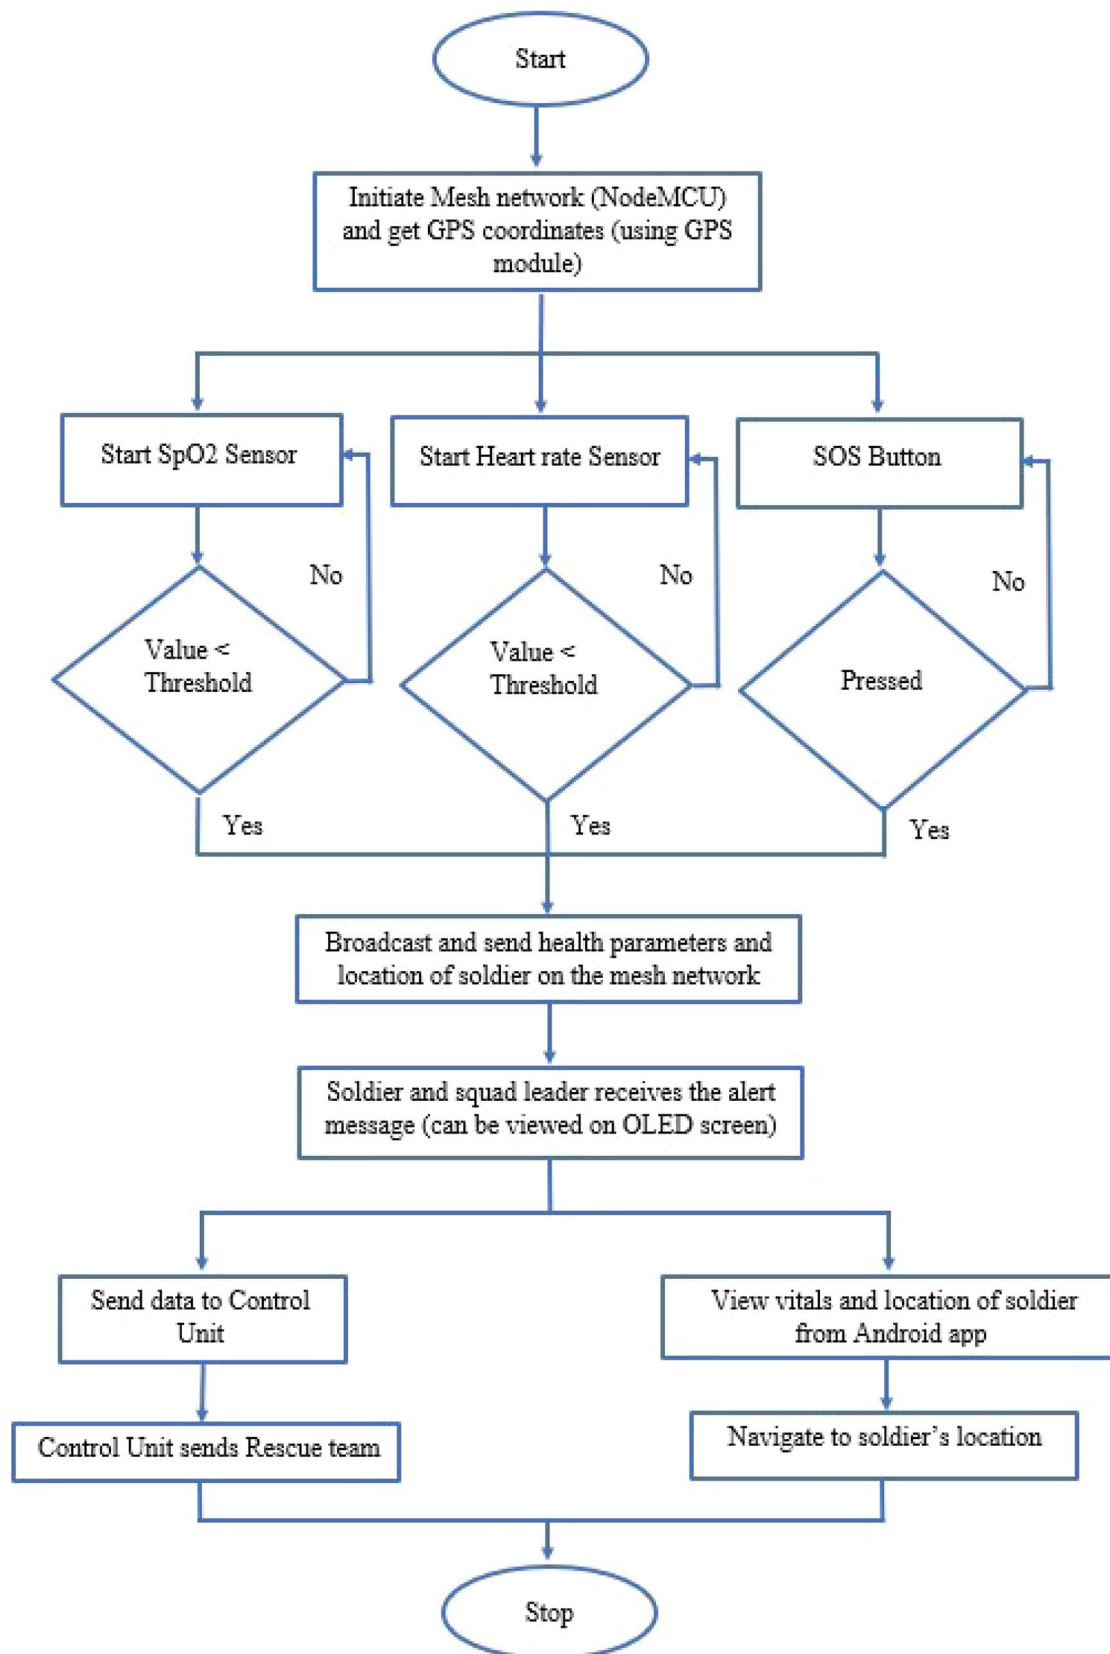 Start
Initiate Mesh network (NodeMCU)
and get GPS coordinates (using GPS
module)
Start SpO2 Sensor
Start Heart rate Sensor
SOS Button
No
No
No
Value <
Threshold
Value <
Threshold
Pressed
Yes
Yes
Yes
Broadcast and send health parameters and
location of soldier on the mesh network
Soldier and squad leader receives the alert
message (can be viewed on OLED screen)
Send data to Control
Unit
View vitals and location of soldier
from Android app
Control Unit sends Rescue team
Navigate to soldier’s location
Stop